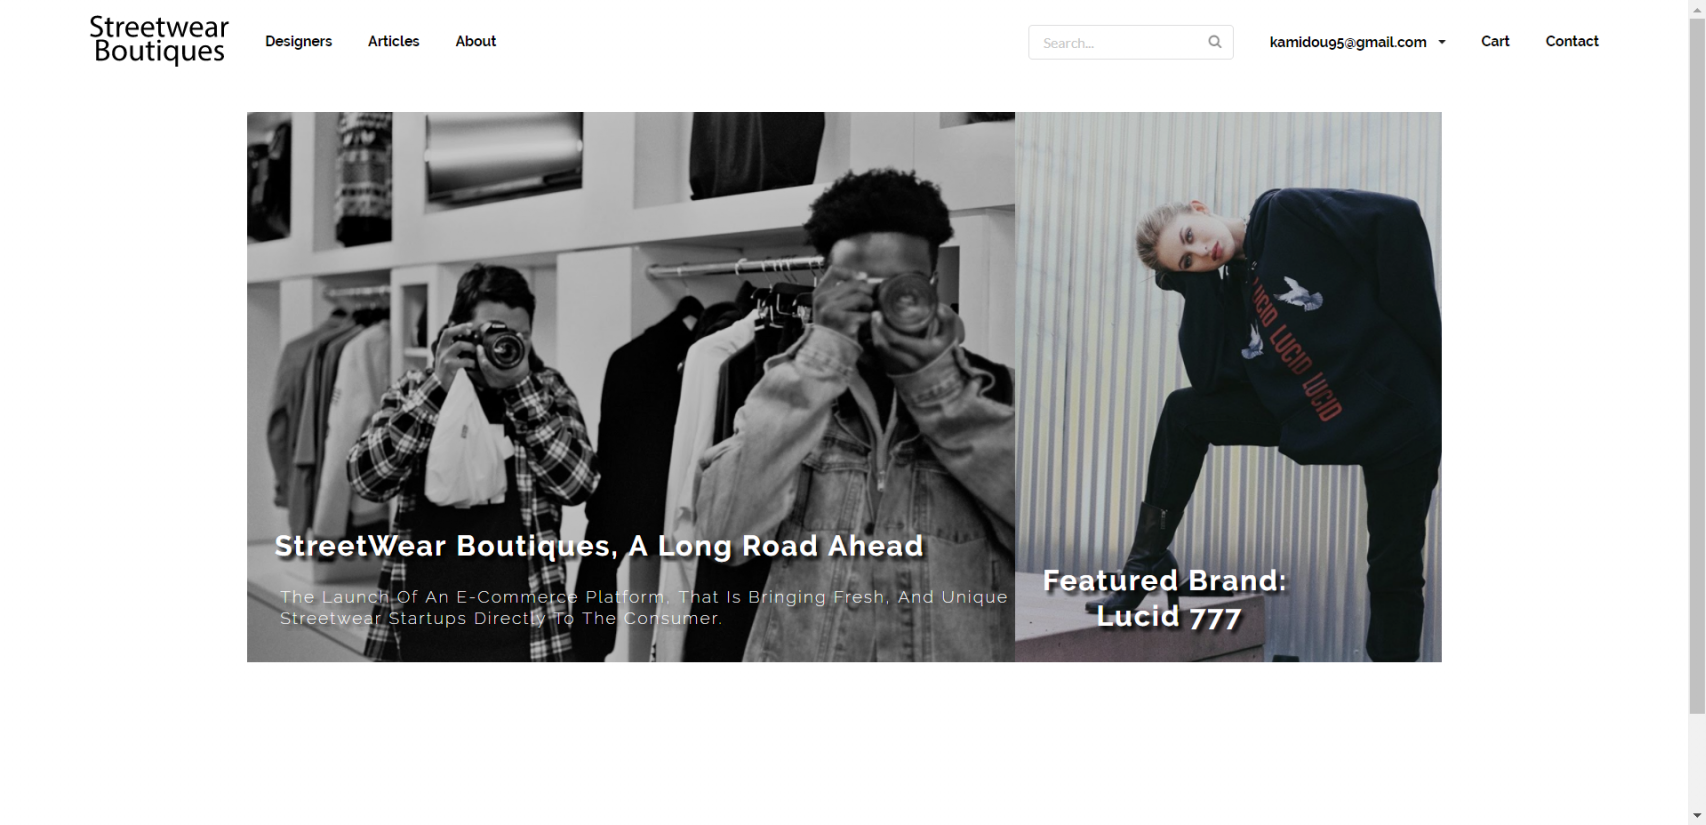 Streetwear
Boutiques
Designers
Articles
About
Search...
kamidou95@gmail.com
Cart
Contact
StreetWear Boutiques, A Long Road Ahead
The Launch Of An E-Commerce Platform, That Is Bringing Fresh, And Unique
Streetwear Startups Directly To The Consumer.
LUCID LUCID LUCID
Featured Brand:
Lucid 777